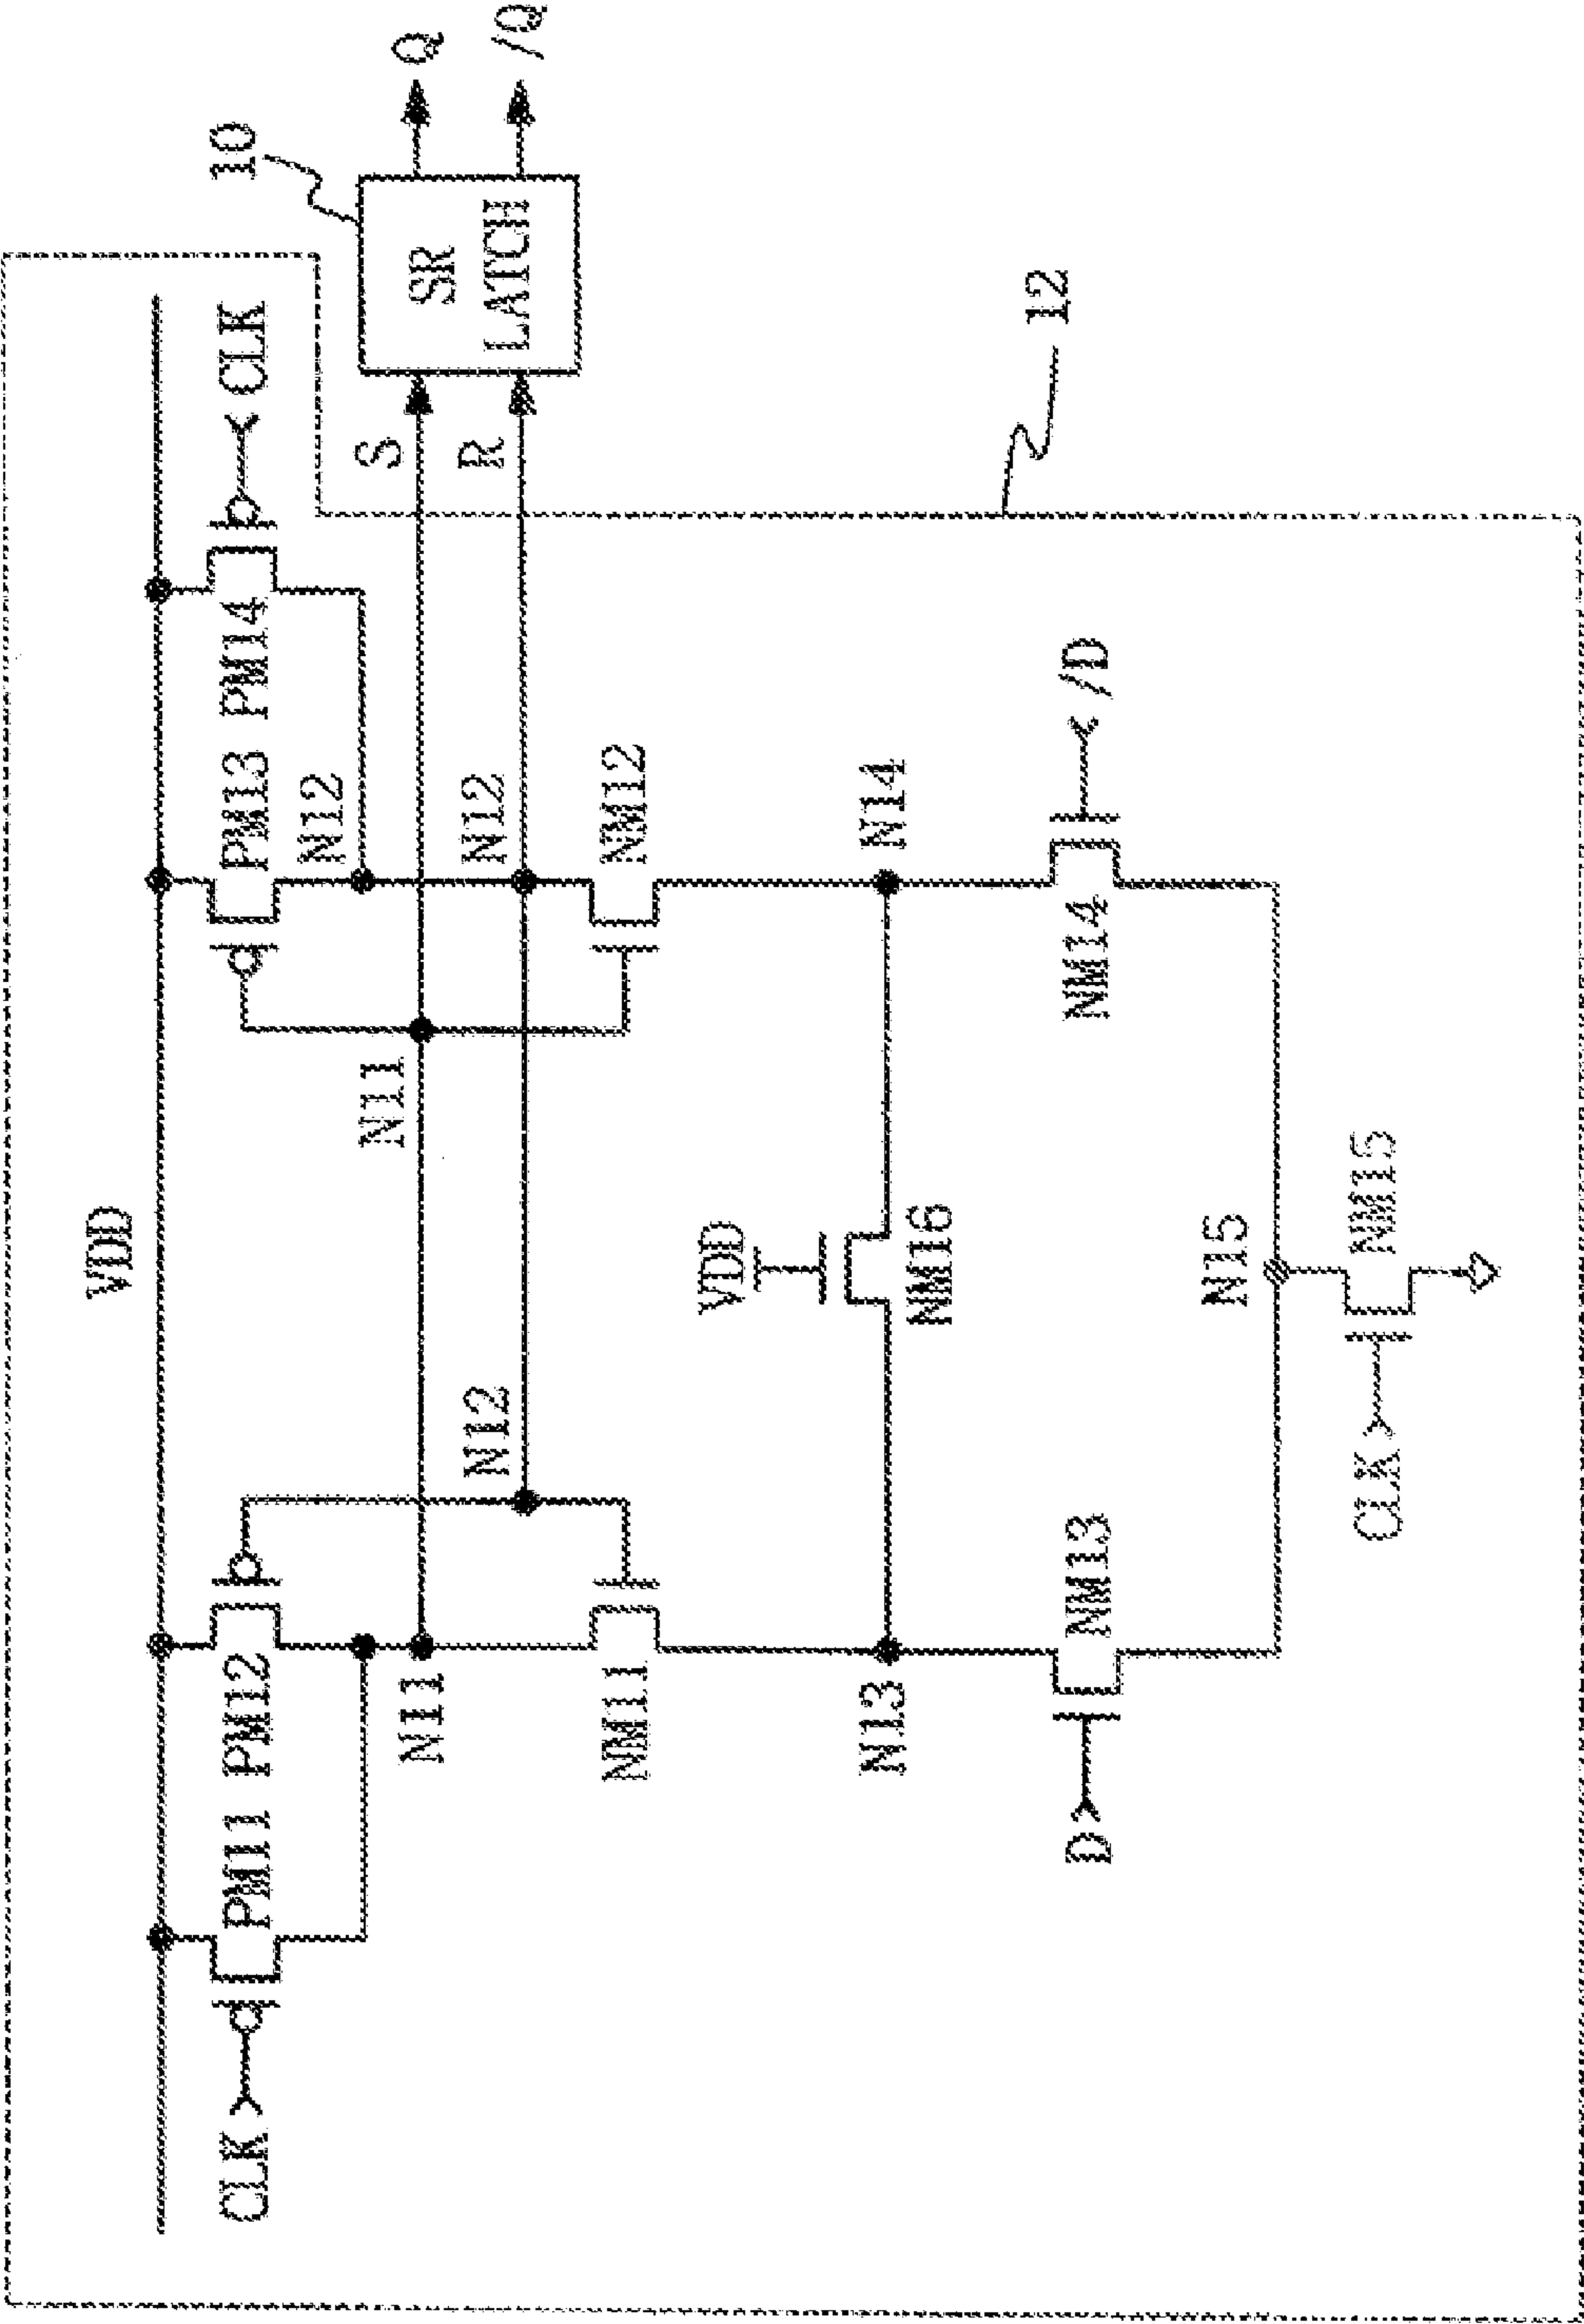 VDD
CLK
PM11
PM12
PM13
PM14
CLK
10
N12
N11
S
Q
N11
N12
N12
R
SR
LATCH
/Q
NM11
NM12
VDD
N13
NM16
N14
12
D
NM13
NM14
/D
N15
CLK
NM15